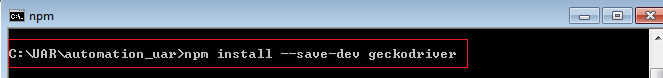 npm
C:\UAR\automation_uar>npm install --save-dev geckodriver